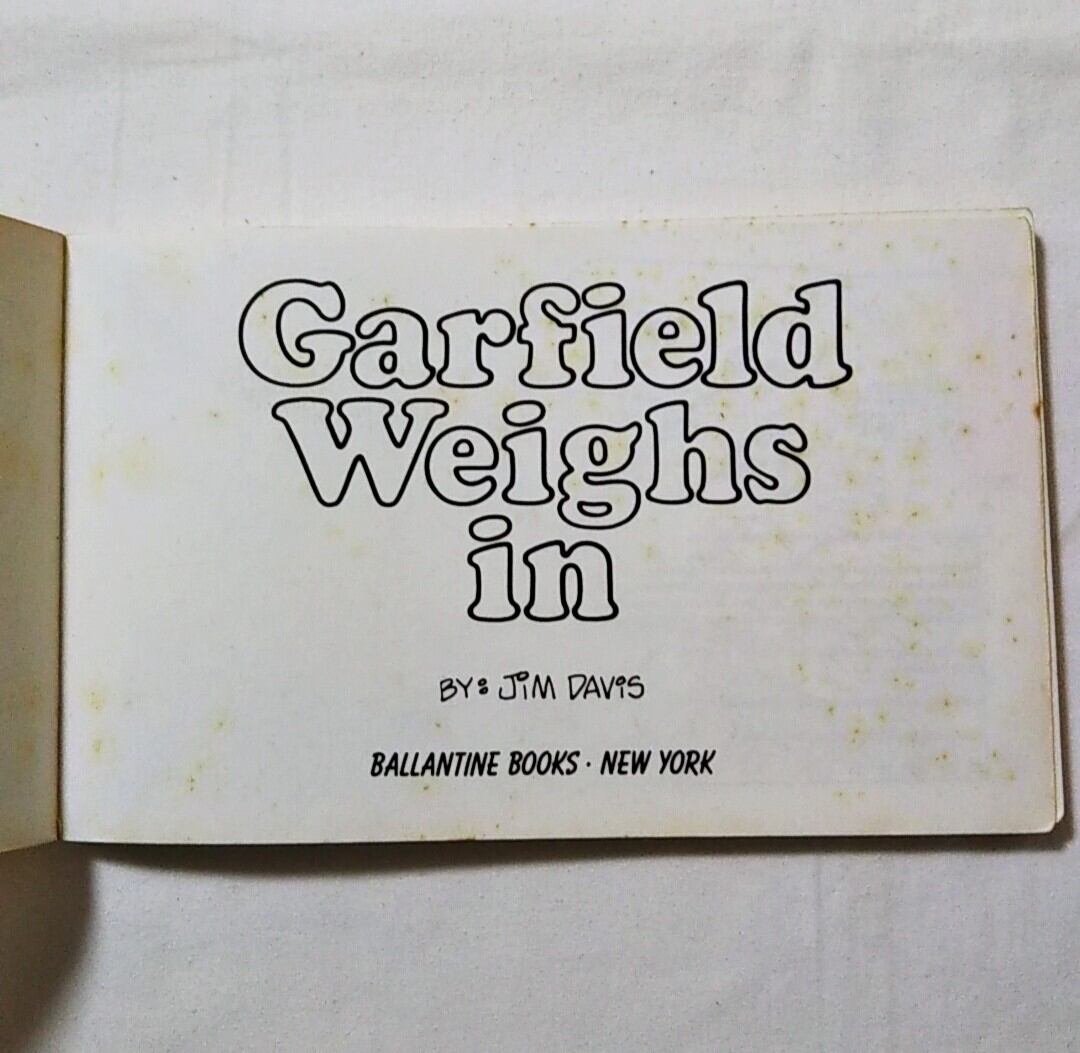 Garfield
Weighs
in
BY: JiM DAViS
BALLANTINE BOOKS · NEW YORK